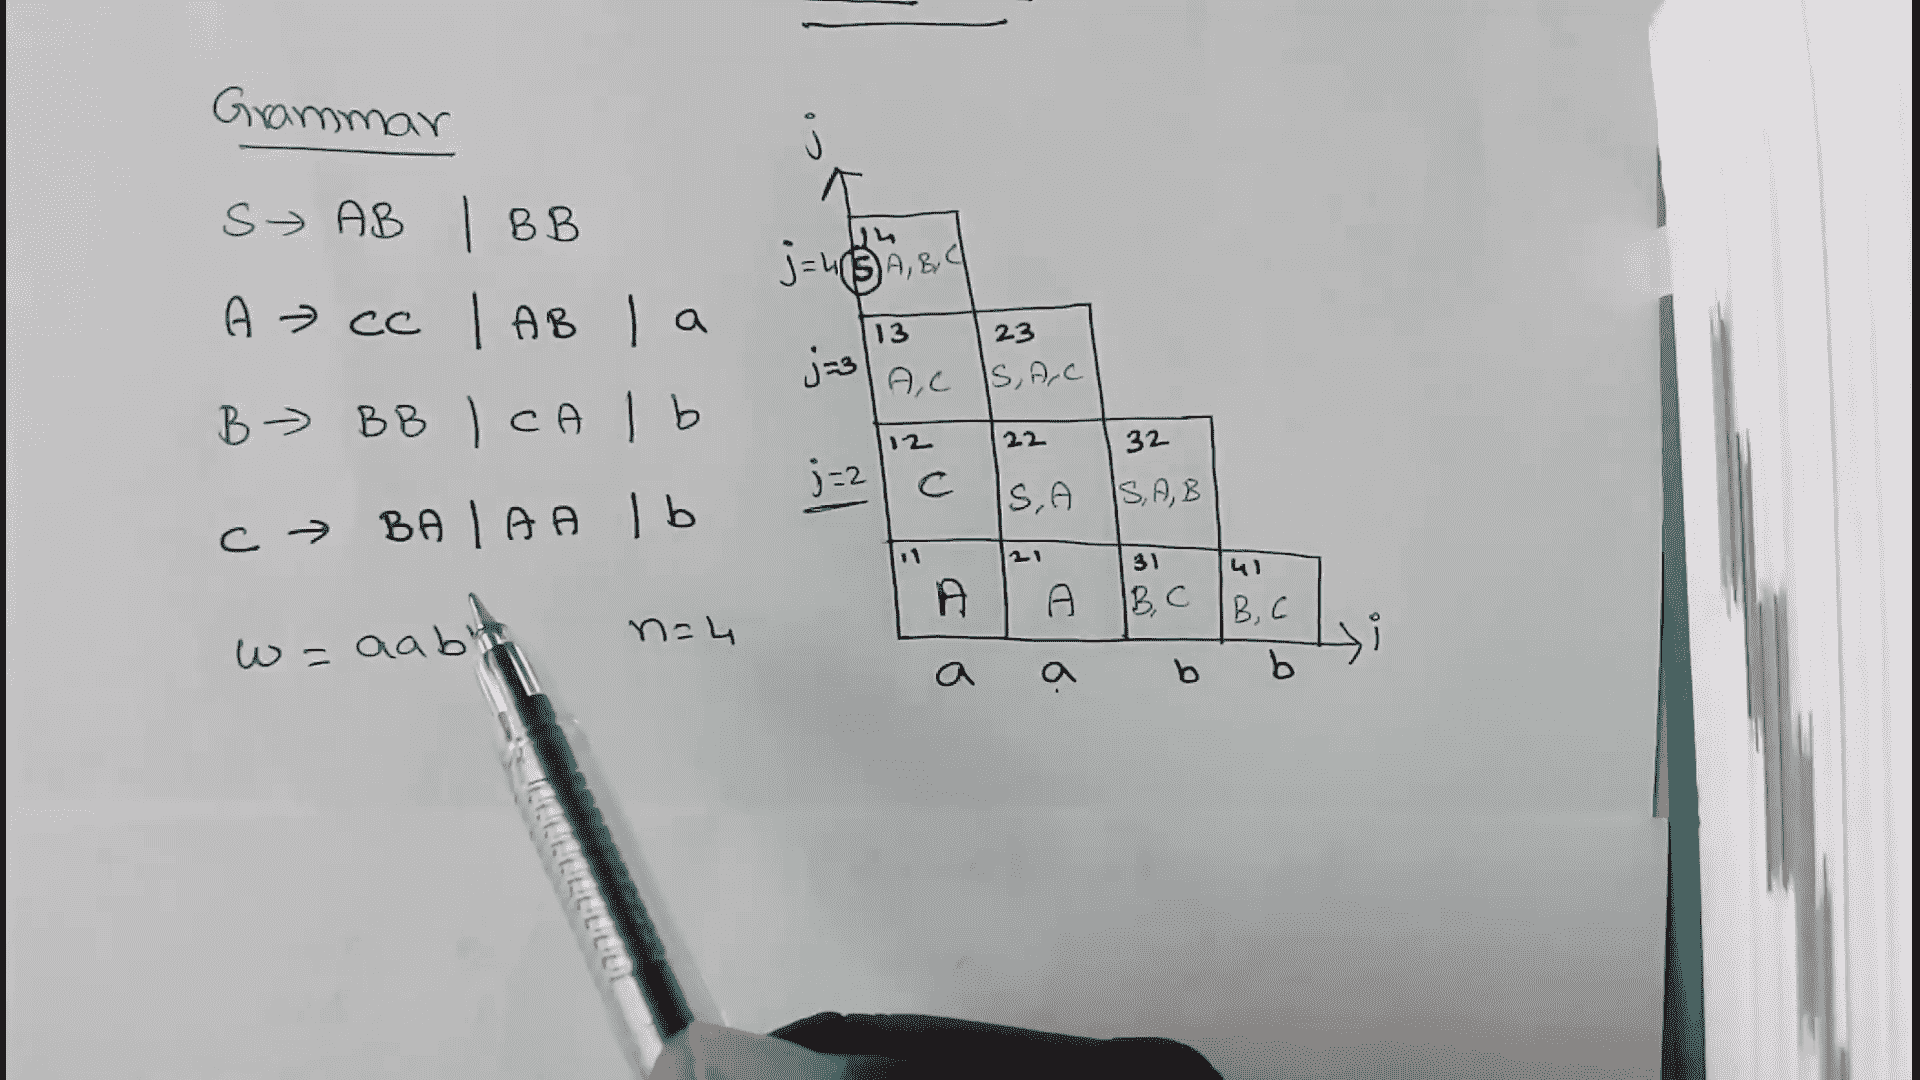 Grammar
S → AB | BB
A → CC | AB | a
B → BB | CA | b
C → BA | AA | b
w = aab n=4
j
14
j=4 S A, B, C
13 23
j=3 A, C S, A, C
12 22 32
j=2 C S, A S, A, B
11 21 31 41
A A B, C B, C
i
a a b b